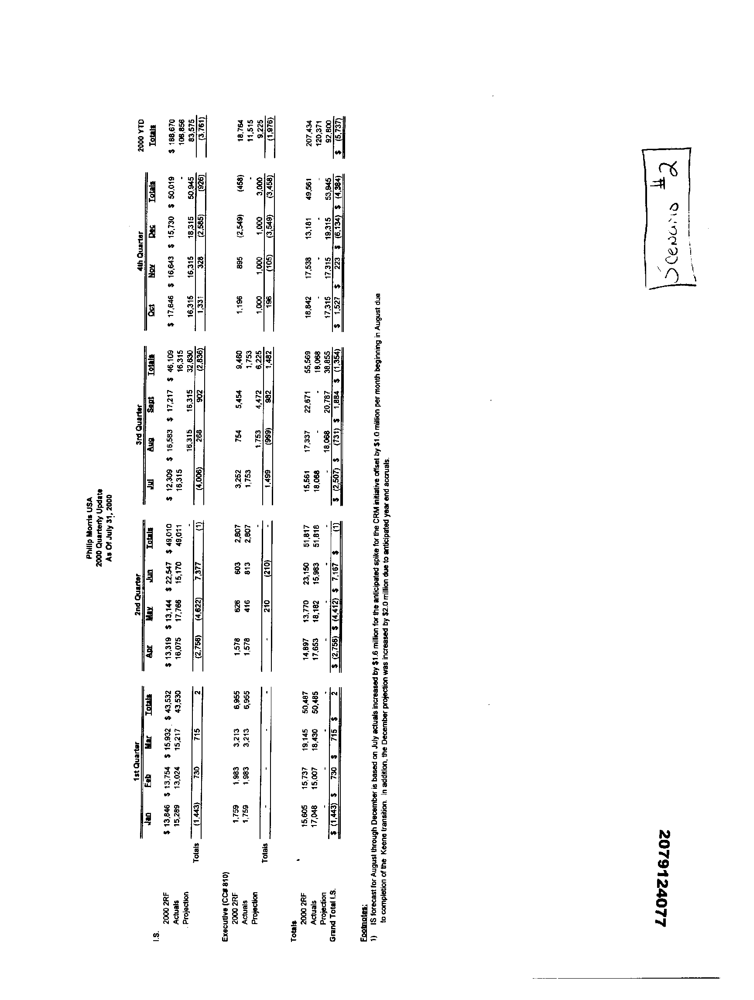 Philip Morris USA
2000 Quarterly Update
As Of July 31, 2000
1st Quarter 2nd Quarter 3rd Quarter 4th Quarter 2000 YTD
Jan Feb Mar Totals Apr May Jun Totals Jul Aug Sept Totals Oct Nov Dec Totals Totals
I.S.
2000 2RF $ 13,846 $ 13,754 $ 15,932 $ 43,532 $ 13,319 $ 13,144 $ 22,547 $ 49,010 $ 12,309 $ 16,583 $ 17,217 $ 46,109 $ 17,646 $ 16,643 $ 15,730 $ 50,019 $ 188,670
Actuals 15,289 13,024 15,217 43,530 16,075 17,766 15,170 49,011 16,315 16,315 - 108,856
Projection - - 16,315 16,315 32,630 16,315 16,315 18,315 50,945 83,575
Totals (1,443) 730 715 2 (2,756) (4,622) 7,377 (1) (4,006) 268 902 (2,836) 1,331 328 (2,585) (926) (3,761)
Executive (CC# 810)
2000 2RF 1,759 1,983 3,213 6,955 1,578 626 603 2,807 3,252 754 5,454 9,460 1,196 895 (2,549) (458) 18,764
Actuals 1,759 1,983 3,213 6,955 1,578 416 813 2,807 1,753 1,753 - 11,515
Projection 1,753 4,472 6,225 1,000 1,000 1,000 3,000 9,225
Totals - - - - - 210 (210) - 1,499 (999) 982 1,482 196 (105) (3,549) (3,458) (1,976)
Totals
2000 2RF 15,605 15,737 19,145 50,487 14,897 13,770 23,150 51,817 15,561 17,337 22,671 55,569 18,842 17,538 13,181 49,561 207,434
Actuals 17,048 15,007 18,430 50,485 17,653 18,182 15,983 51,818 18,068 - - 18,068 - - - - 120,371
Projection - - - - - - - - - 18,068 20,787 38,855 17,315 17,315 19,315 53,945 92,800
Grand Total I.S. $ (1,443) $ 730 $ 715 $ 2 $ (2,756) $ (4,412) $ 7,167 $ (1) $ (2,507) $ (731) $ 1,884 $ (1,354) $ 1,527 $ 223 $ (6,134) $ (4,384) $ (5,737)
Footnotes:
1) IS forecast for August through December is based on July actuals increased by $1.6 million for the anticipated spike for the CRM initiative offset by $1.0 million per month beginning in August due
to completion of the Keene transition. In addition, the December projection was increased by $2.0 million due to anticipated year end accruals.
Scenario #2
2079124077